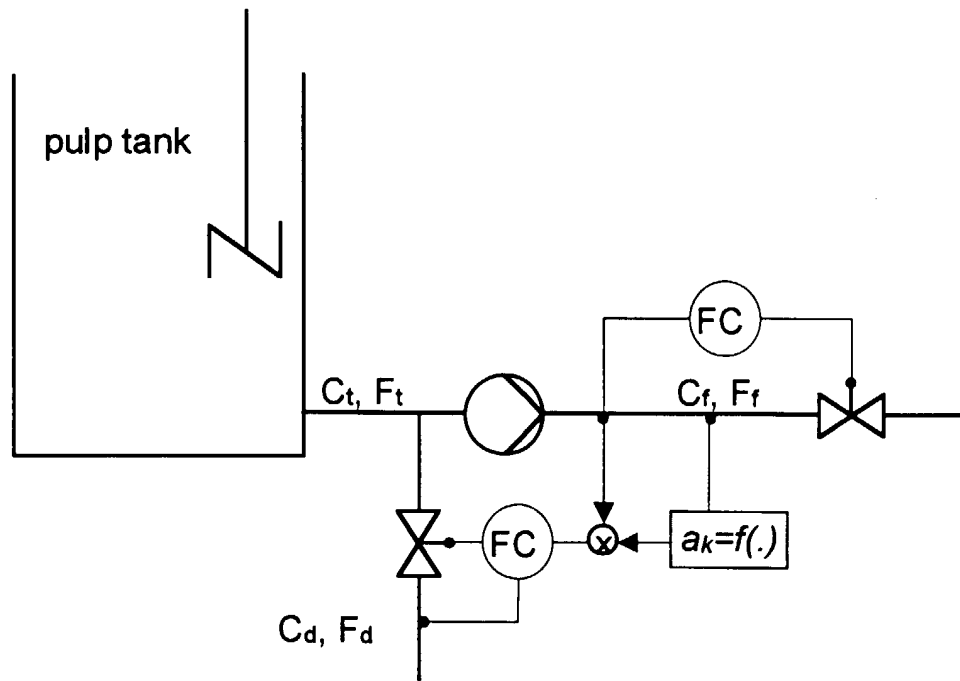 pulp tank
FC
Ct, Ft
Cf, Ff
FC
x
ak=f(.)
Cd, Fd